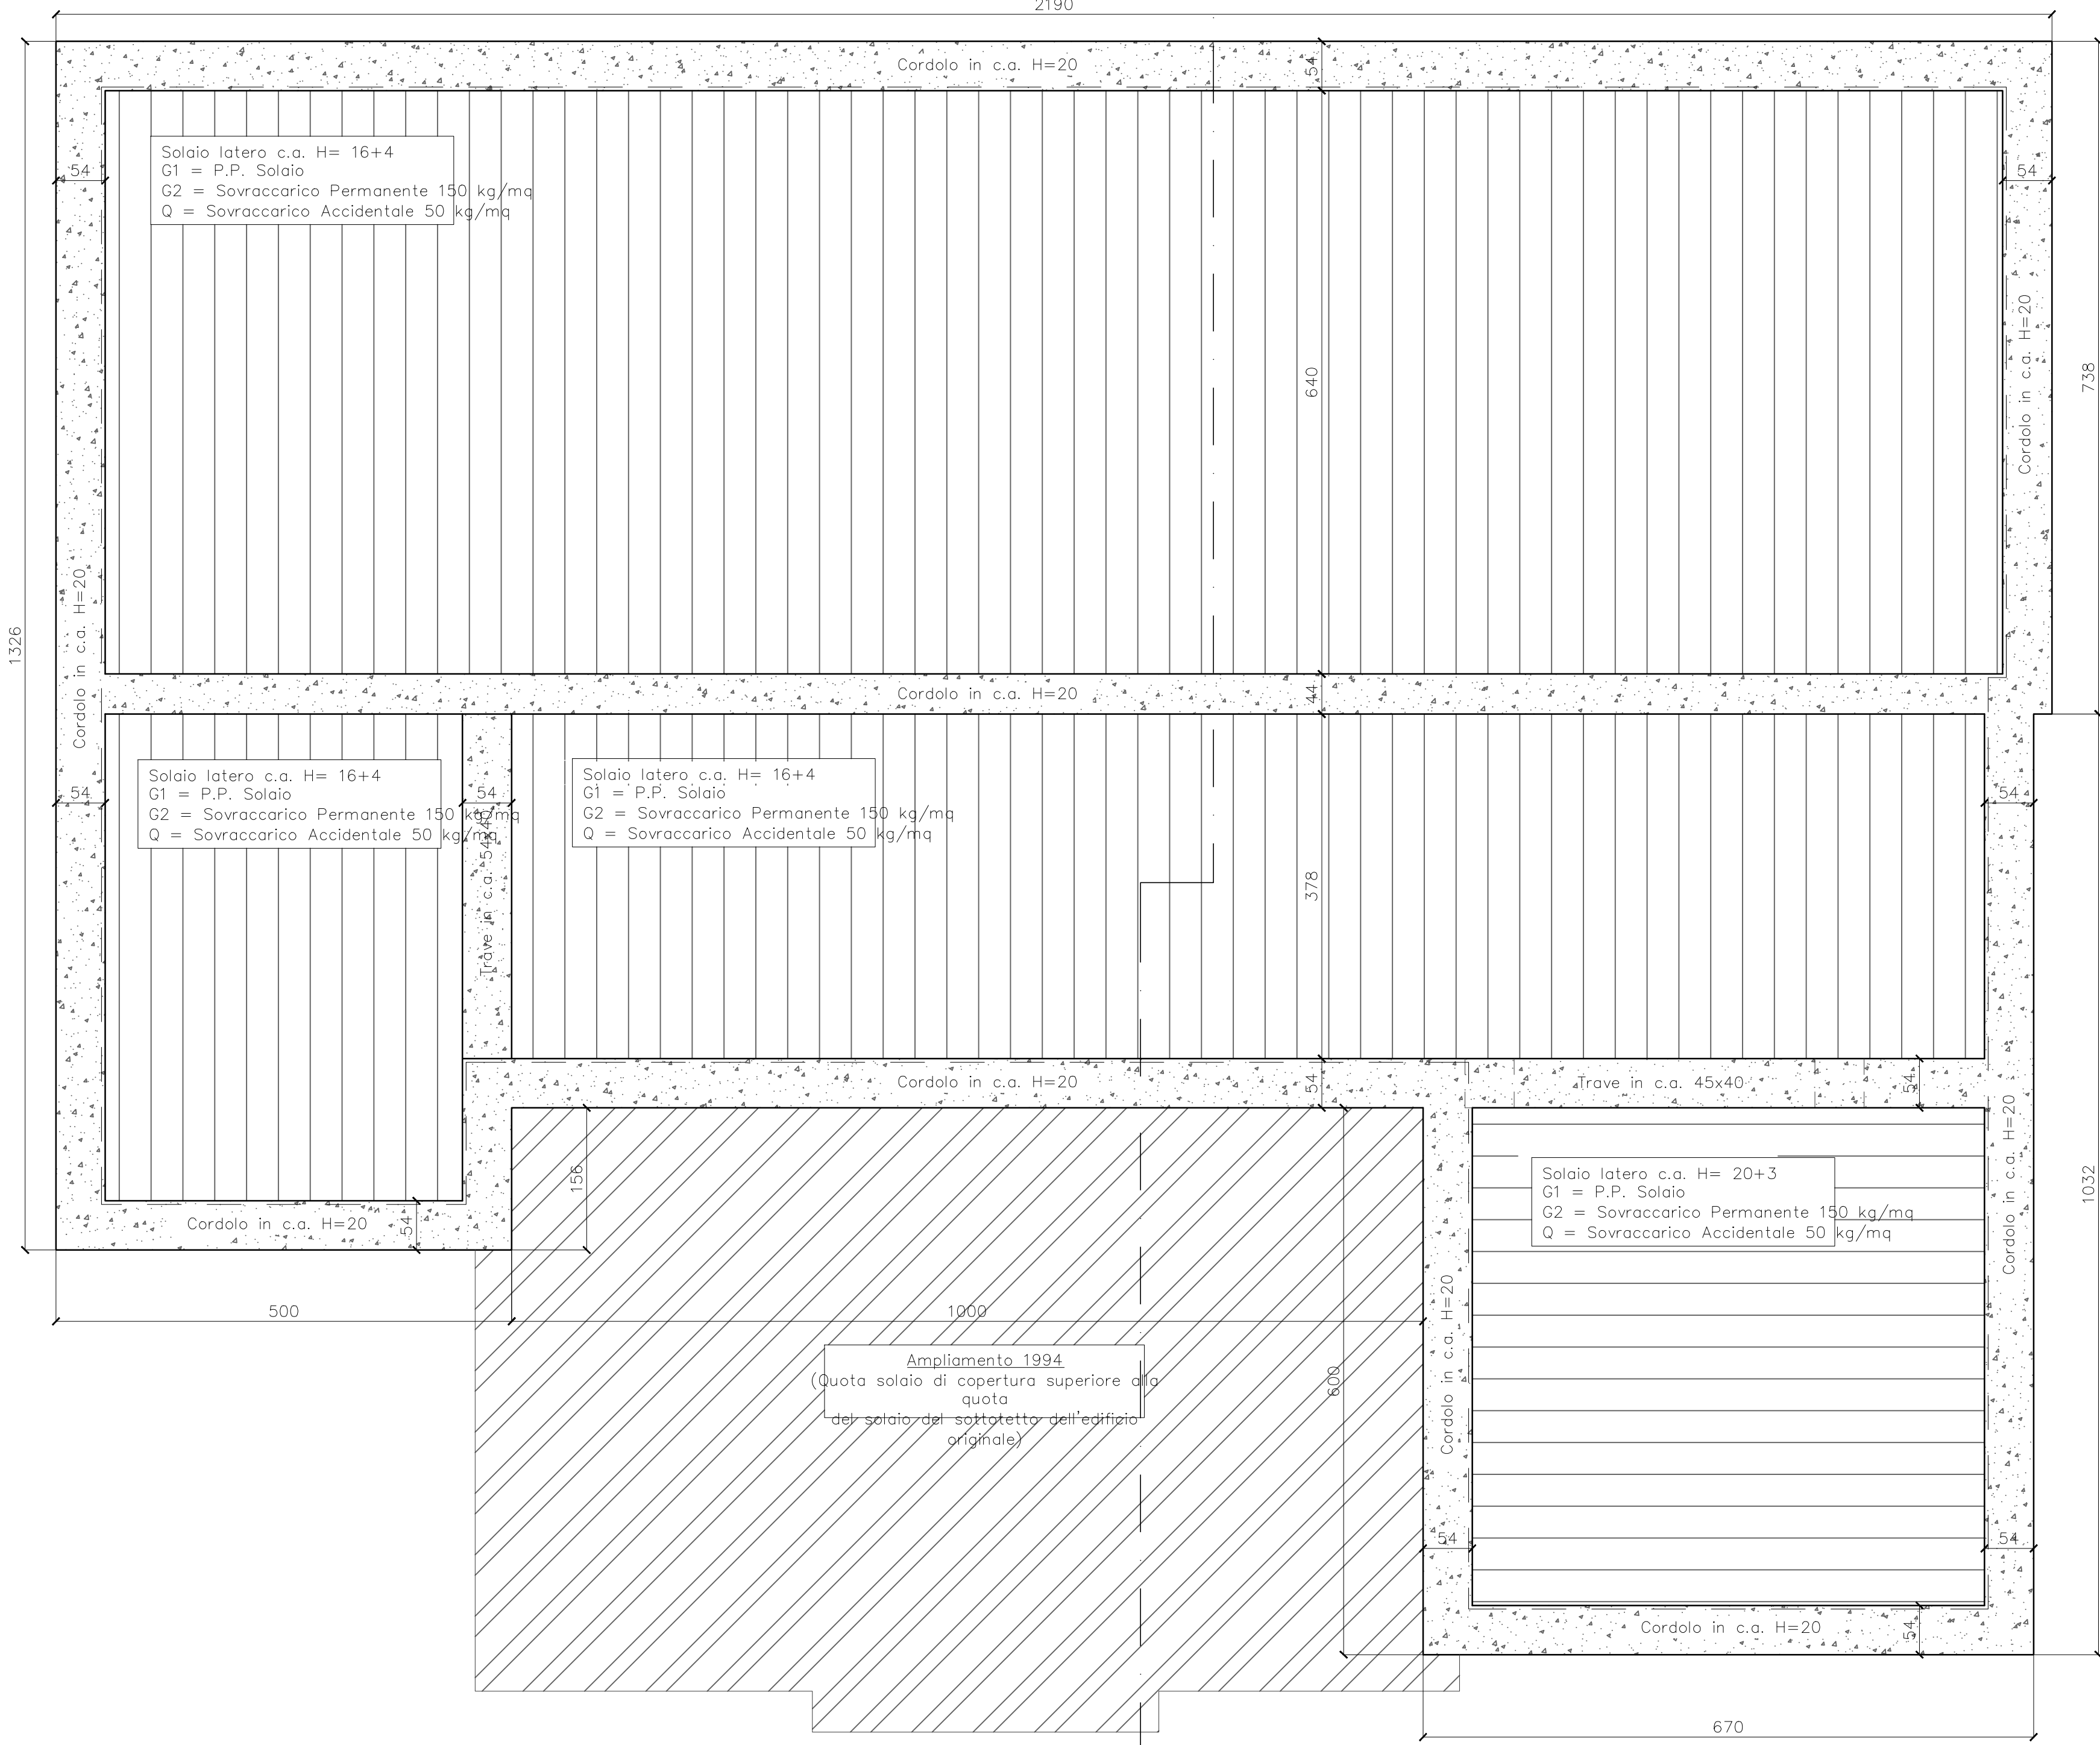 2190
Cordolo in c.a. H=20
54
Solaio latero c.a. H= 16+4
G1 = P.P. Solaio
G2 = Sovraccarico Permanente 150 kg/mq
Q = Sovraccarico Accidentale 50 kg/mq
54
54
Cordolo in c.a. H=20
640
738
Cordolo in c.a. H=20
1326
Cordolo in c.a. H=20
44
Solaio latero c.a. H= 16+4
G1 = P.P. Solaio
G2 = Sovraccarico Permanente 150 kg/mq
Q = Sovraccarico Accidentale 50 kg/mq
54
54
Trave in c.a. 54x40
Solaio latero c.a. H= 16+4
G1 = P.P. Solaio
G2 = Sovraccarico Permanente 150 kg/mq
Q = Sovraccarico Accidentale 50 kg/mq
54
378
Cordolo in c.a. H=20
54
Trave in c.a. 45x40
54
156
Solaio latero c.a. H= 20+3
G1 = P.P. Solaio
G2 = Sovraccarico Permanente 150 kg/mq
Q = Sovraccarico Accidentale 50 kg/mq
Cordolo in c.a. H=20
1032
Cordolo in c.a. H=20
54
500
1000
Cordolo in c.a. H=20
Ampliamento 1994
(Quota solaio di copertura superiore alla
quota
del solaio del sottotetto dell'edificio
originale)
600
54
54
Cordolo in c.a. H=20
54
670